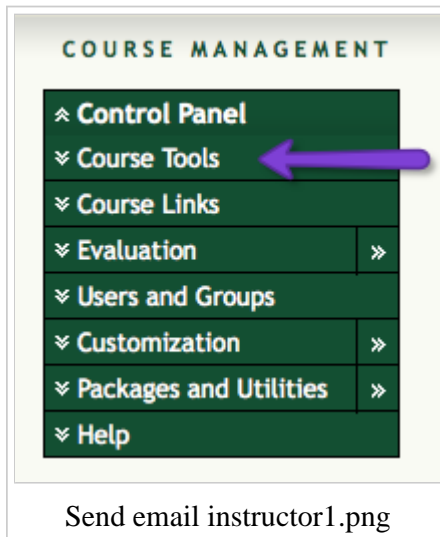 COURSE MANAGEMENT
Control Panel
Course Tools
Course Links
Evaluation
Users and Groups
Customization
Packages and Utilities
Help
Send email instructor1.png